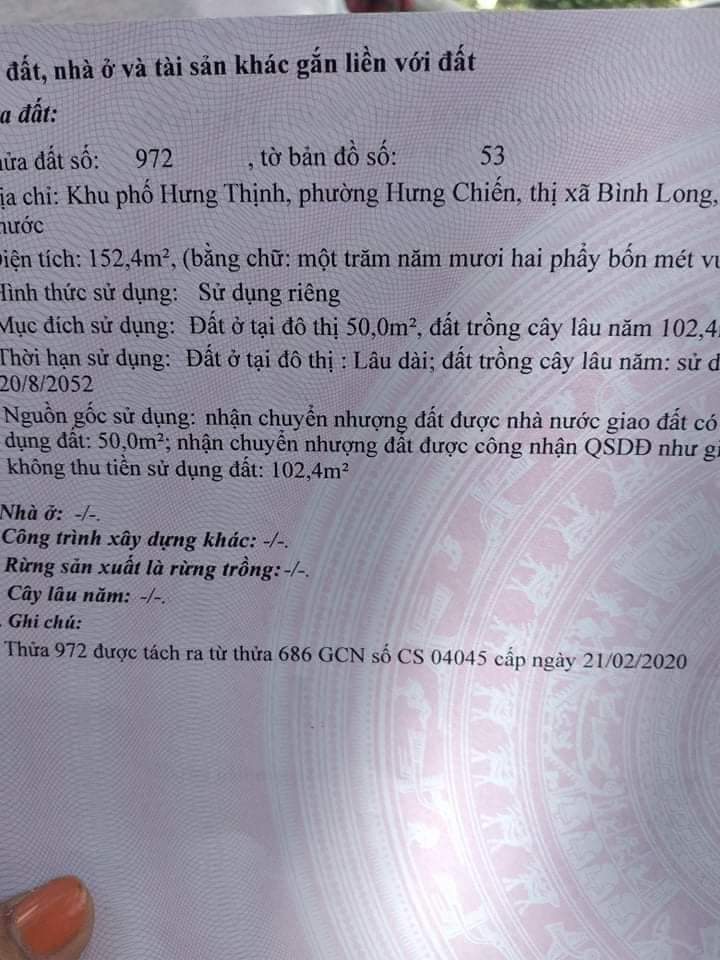 đất, nhà ở và tài sản khác gắn liền với đất
a đất:
ửa đất số: 972 , tờ bản đồ số: 53
ịa chỉ: Khu phố Hưng Thịnh, phường Hưng Chiến, thị xã Bình Long,
hước
Diện tích: 152,4m², (bằng chữ: một trăm năm mươi hai phẩy bốn mét vu
Hình thức sử dụng: Sử dụng riêng
Mục đích sử dụng: Đất ở tại đô thị 50,0m², đất trồng cây lâu năm 102,4
Thời hạn sử dụng: Đất ở tại đô thị : Lâu dài; đất trồng cây lâu năm: sử d
20/8/2052
Nguồn gốc sử dụng: nhận chuyển nhượng đất được nhà nước giao đất có
dụng đất: 50,0m²; nhận chuyển nhượng đất được công nhận QSDĐ như gi
không thu tiền sử dụng đất: 102,4m²
Nhà ở: -/-.
Công trình xây dựng khác: -/-.
Rừng sản xuất là rừng trồng:-/-.
Cây lâu năm: -/-.
. Ghi chú:
Thửa 972 được tách ra từ thửa 686 GCN số CS 04045 cấp ngày 21/02/2020